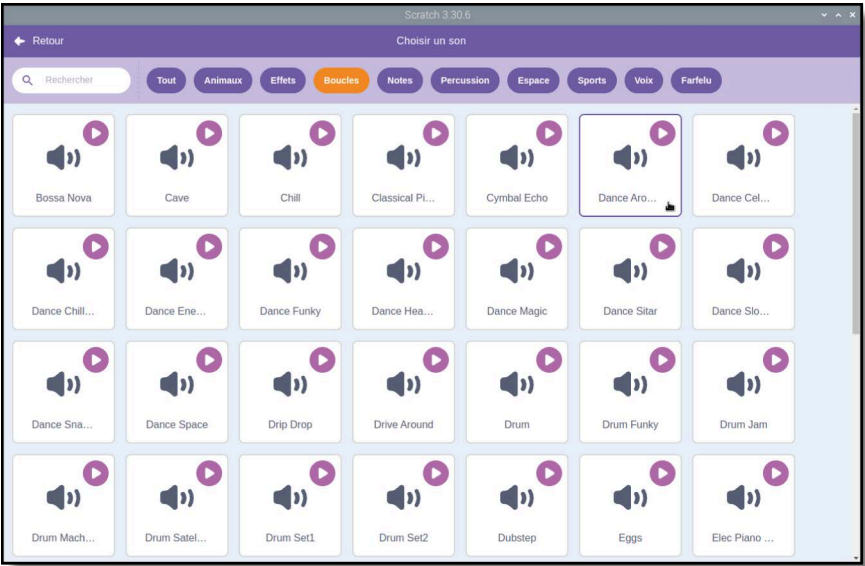 Scratch 3.30.6
Retour
Choisir un son
Rechercher
Tout Animaux Effets Boucles Notes Percussion Espace Sports Voix Farfelu
Bossa Nova Cave Chill Classical Pi... Cymbal Echo Dance Aro... Dance Cel...
Dance Chill... Dance Ene... Dance Funky Dance Hea... Dance Magic Dance Sitar Dance Slo...
Dance Sna... Dance Space Drip Drop Drive Around Drum Drum Funky Drum Jam
Drum Mach... Drum Satel... Drum Set1 Drum Set2 Dubstep Eggs Elec Piano ...